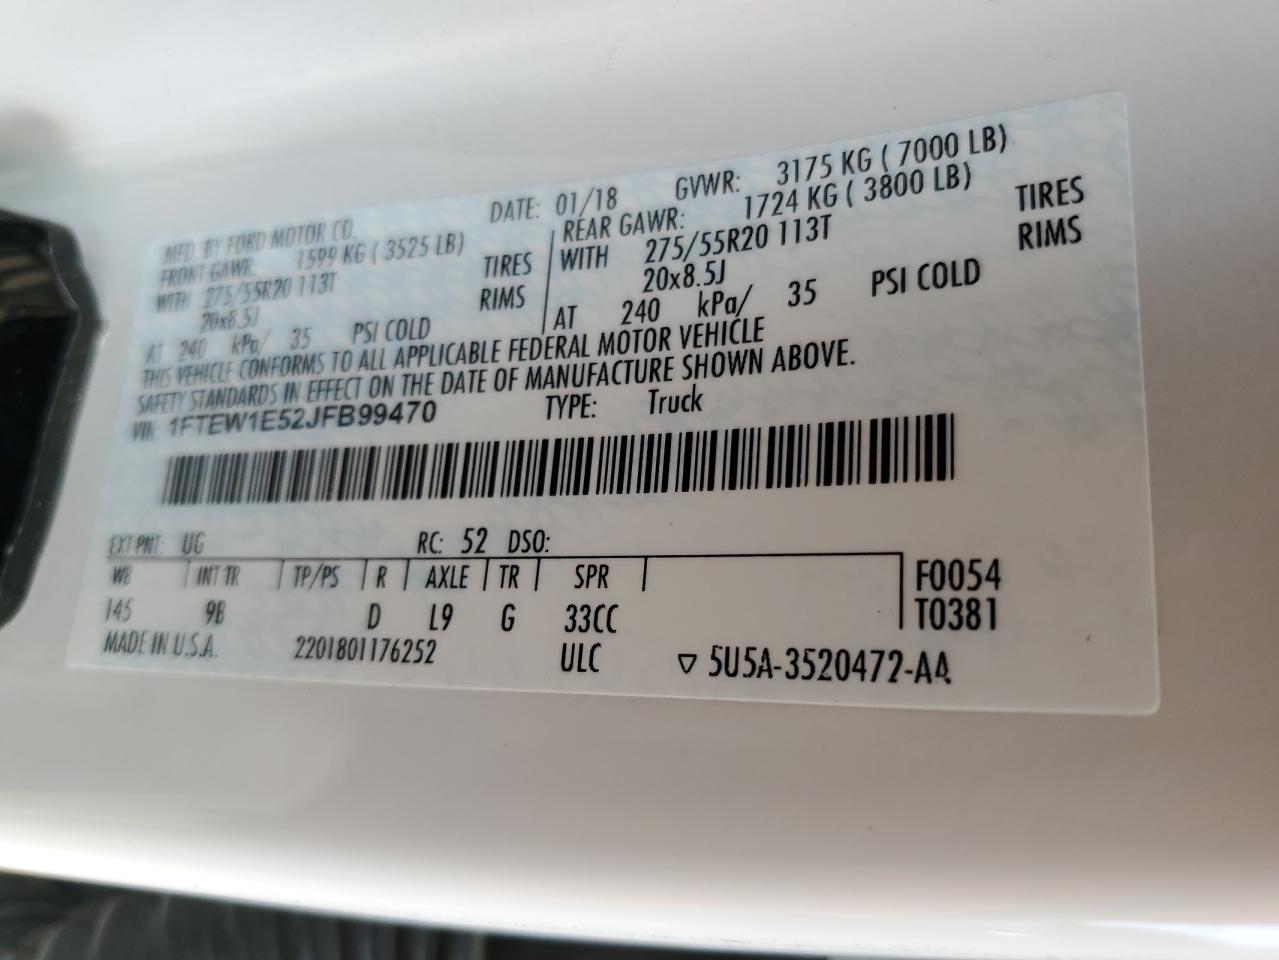 MFD. BY FORD MOTOR CO. DATE: 01/18 GVWR: 3175 KG ( 7000 LB)
FRONT GAWR: 1599 KG ( 3525 LB) REAR GAWR: 1724 KG ( 3800 LB)
WITH 275/55R20 113T TIRES WITH 275/55R20 113T TIRES
20x8.5J RIMS 20x8.5J RIMS
AT 240 kPa/ 35 PSI COLD AT 240 kPa/ 35 PSI COLD
THIS VEHICLE CONFORMS TO ALL APPLICABLE FEDERAL MOTOR VEHICLE
SAFETY STANDARDS IN EFFECT ON THE DATE OF MANUFACTURE SHOWN ABOVE.
VIN: 1FTEW1E52JFB99470 TYPE: Truck
EXT PNT: UG RC: 52 DSO:
WB INT TR TP/PS R AXLE TR SPR F0054
145 9B D L9 G 33CC T0381
MADE IN U.S.A. 2201801176252 ULC ▽ 5U5A-3520472-AA